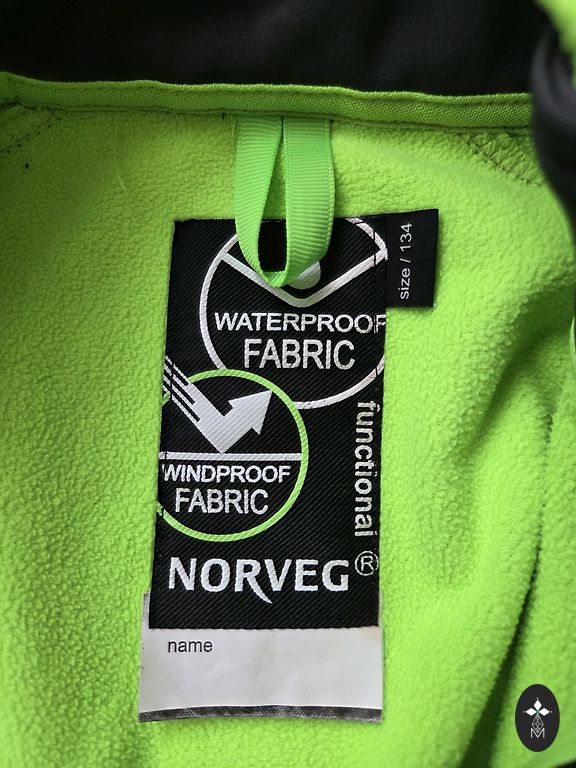 size / 134
WATERPROOF
FABRIC
functional
WINDPROOF
FABRIC
NORVEG®
name
M